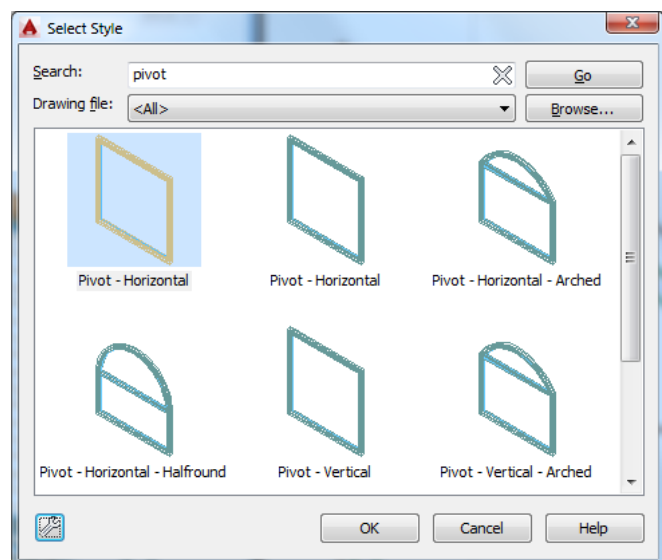 Select Style
Search: pivot Go
Drawing file: <All> Browse...
Pivot - Horizontal Pivot - Horizontal Pivot - Horizontal - Arched
Pivot - Horizontal - Halfround Pivot - Vertical Pivot - Vertical - Arched
OK Cancel Help